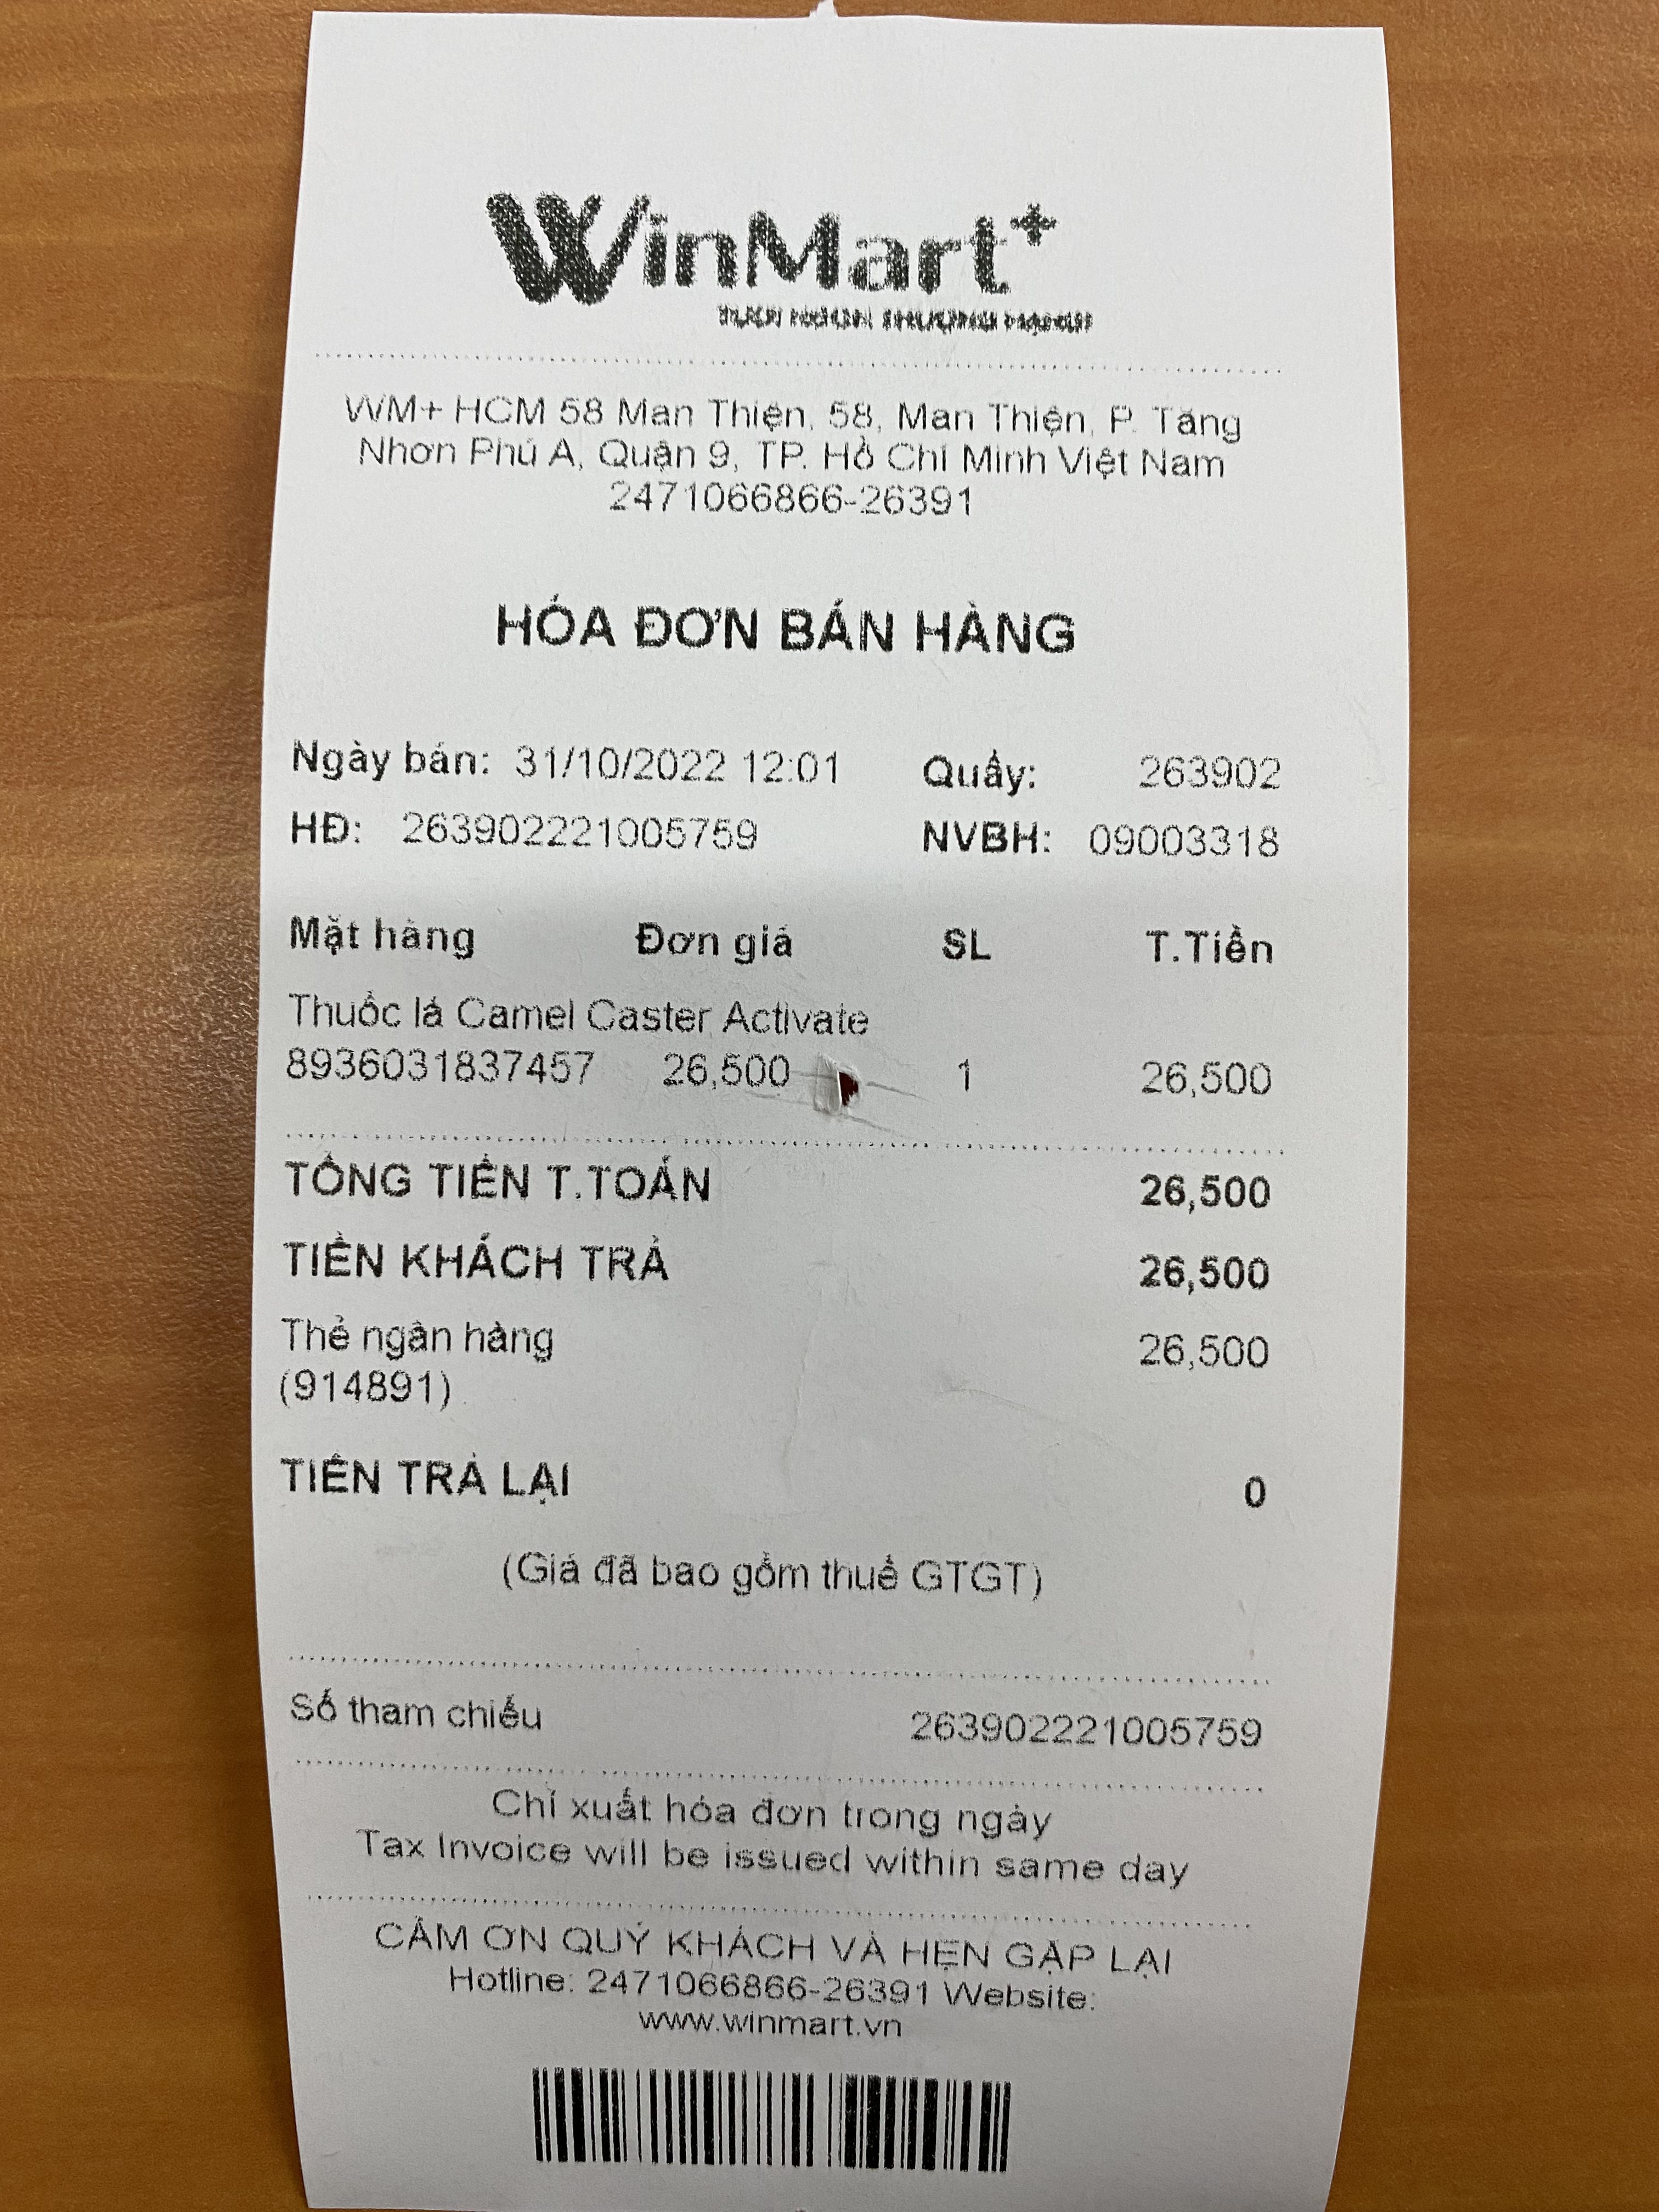 WinMart+
WM+ HCM 58 Man Thiện, 58, Man Thiện, P. Tăng
Nhơn Phú A, Quận 9, TP. Hồ Chí Minh Việt Nam
2471066866-26391
HÓA ĐƠN BÁN HÀNG
Ngày bán: 31/10/2022 12:01 Quầy: 263902
HĐ: 263902221005759 NVBH: 09003318
Mặt hàng Đơn giá SL T.Tiền
Thuốc lá Camel Caster Activate
8936031837457 26,500 1 26,500
TỔNG TIỀN T.TOÁN 26,500
TIỀN KHÁCH TRẢ 26,500
Thẻ ngân hàng 26,500
(914891)
TIỀN TRẢ LẠI 0
(Giá đã bao gồm thuế GTGT)
Số tham chiếu 263902221005759
Chỉ xuất hóa đơn trong ngày
Tax Invoice will be issued within same day
CẢM ƠN QUÝ KHÁCH VÀ HẸN GẶP LẠI
Hotline: 2471066866-26391 Website:
www.winmart.vn